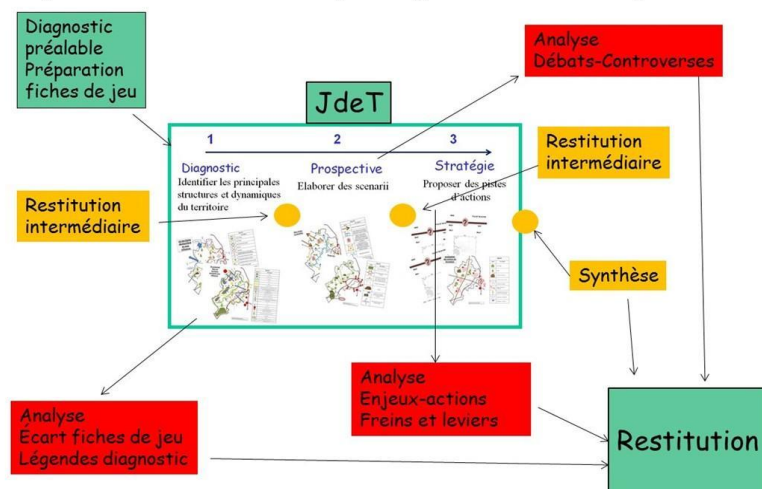 Diagnostic
préalable
Préparation
fiches de jeu
Analyse
Débats-Controverses
JdeT
1
2
3
Diagnostic
Identifier les principales
structures et dynamiques
du territoire
Prospective
Elaborer des scenarii
Stratégie
Proposer des pistes
d'actions
Restitution
intermédiaire
Restitution
intermédiaire
Synthèse
Analyse
Enjeux-actions
Freins et leviers
Analyse
Écart fiches de jeu
Légendes diagnostic
Restitution